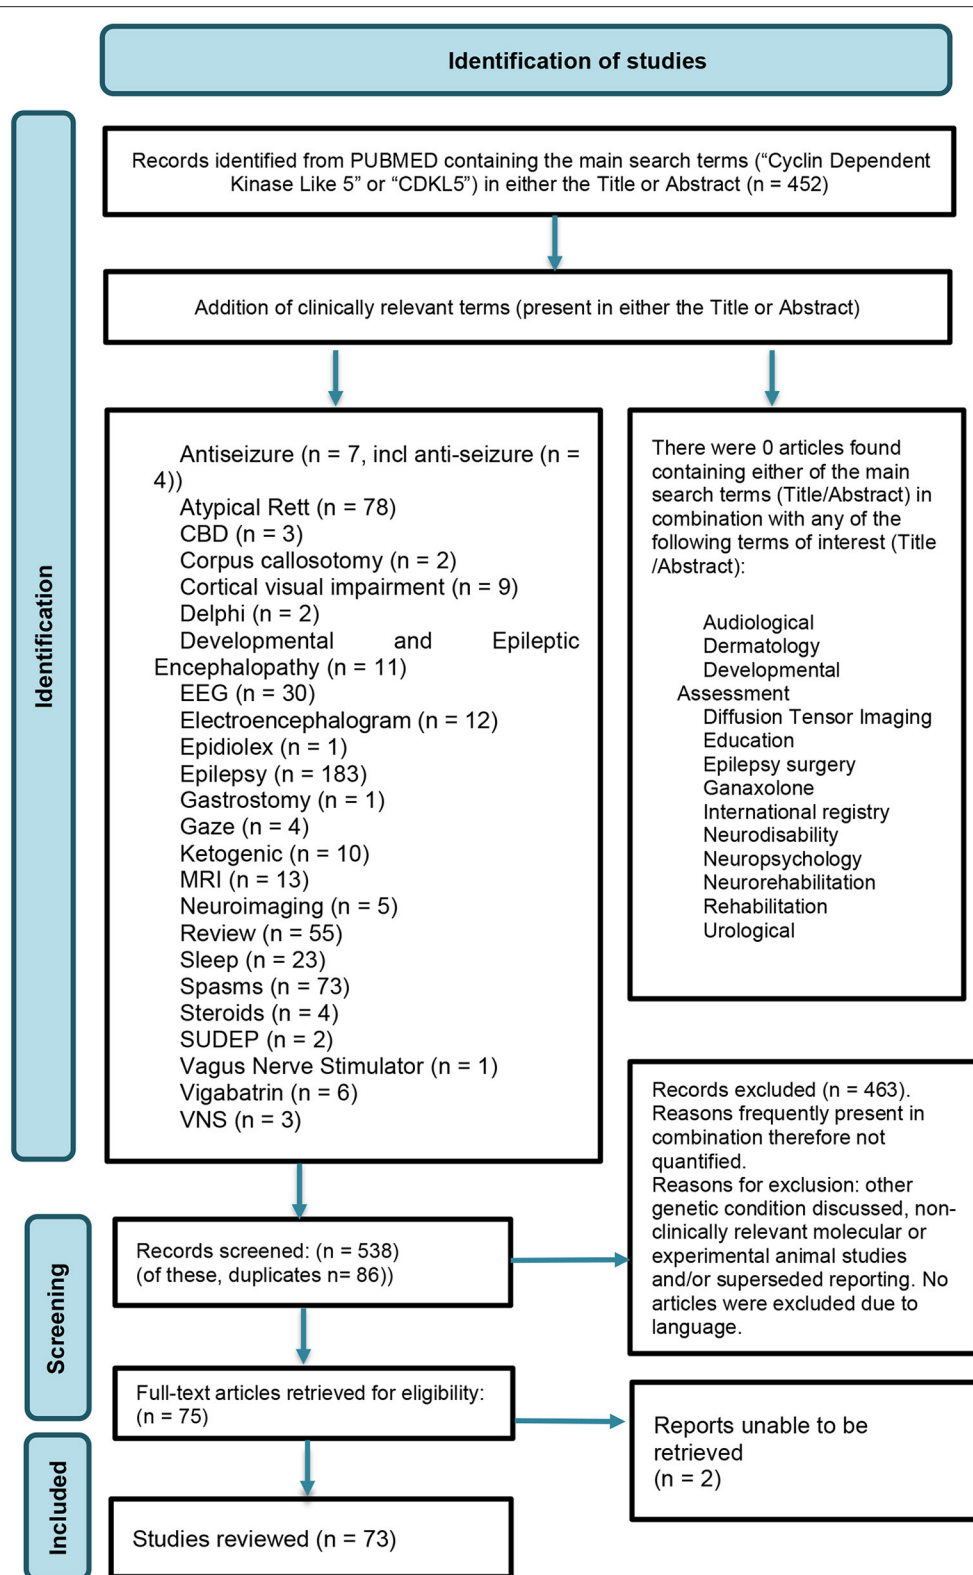 Identification of studies
Identification
Records identified from PUBMED containing the main search terms (“Cyclin Dependent
Kinase Like 5” or “CDKL5”) in either the Title or Abstract (n = 452)
Addition of clinically relevant terms (present in either the Title or Abstract)
Antiseizure (n = 7, incl anti-seizure (n =
4))
Atypical Rett (n = 78)
CBD (n = 3)
Corpus callosotomy (n = 2)
Cortical visual impairment (n = 9)
Delphi (n = 2)
Developmental and Epileptic
Encephalopathy (n = 11)
EEG (n = 30)
Electroencephalogram (n = 12)
Epidiolex (n = 1)
Epilepsy (n = 183)
Gastrostomy (n = 1)
Gaze (n = 4)
Ketogenic (n = 10)
MRI (n = 13)
Neuroimaging (n = 5)
Review (n = 55)
Sleep (n = 23)
Spasms (n = 73)
Steroids (n = 4)
SUDEP (n = 2)
Vagus Nerve Stimulator (n = 1)
Vigabatrin (n = 6)
VNS (n = 3)
There were 0 articles found
containing either of the main
search terms (Title/Abstract) in
combination with any of the
following terms of interest (Title
/Abstract):
Audiological
Dermatology
Developmental
Assessment
Diffusion Tensor Imaging
Education
Epilepsy surgery
Ganaxolone
International registry
Neurodisability
Neuropsychology
Neurorehabilitation
Rehabilitation
Urological
Screening
Records screened: (n = 538)
(of these, duplicates n= 86))
Records excluded (n = 463).
Reasons frequently present in
combination therefore not
quantified.
Reasons for exclusion: other
genetic condition discussed, non-
clinically relevant molecular or
experimental animal studies
and/or superseded reporting. No
articles were excluded due to
language.
Full-text articles retrieved for eligibility:
(n = 75)
Reports unable to be
retrieved
(n = 2)
Included
Studies reviewed (n = 73)